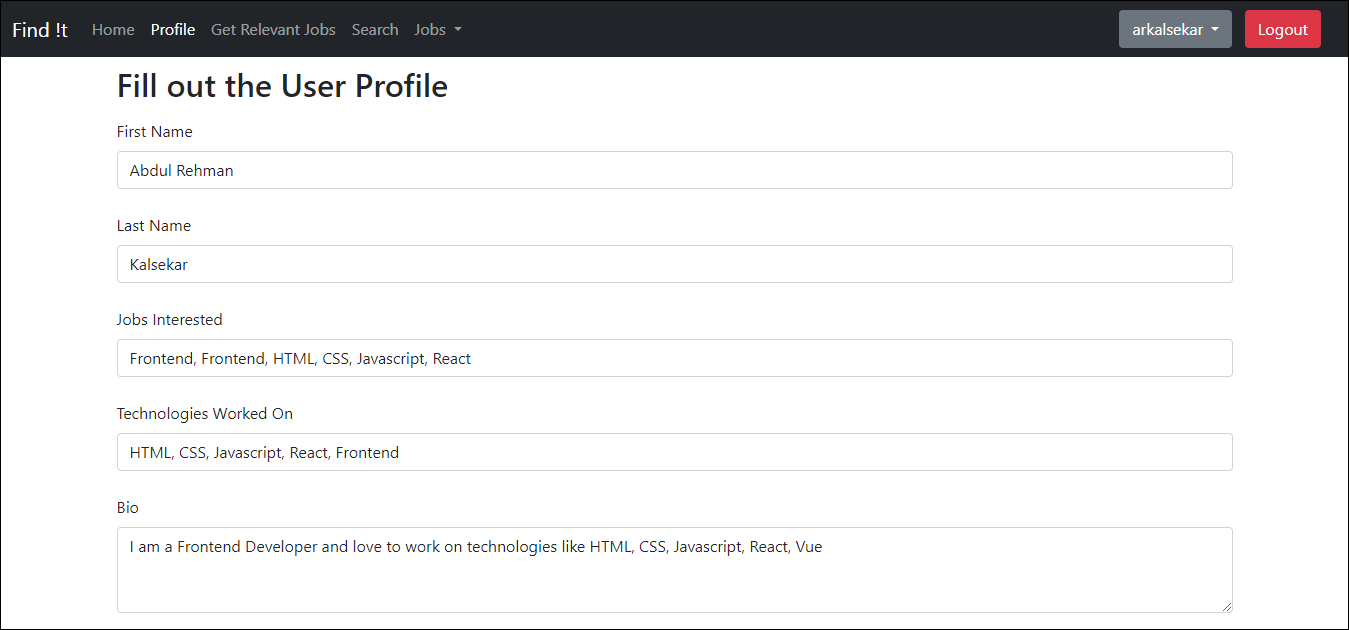 Find !t Home Profile Get Relevant Jobs Search Jobs arkalsekar Logout
Fill out the User Profile
First Name
Abdul Rehman
Last Name
Kalsekar
Jobs Interested
Frontend, Frontend, HTML, CSS, Javascript, React
Technologies Worked On
HTML, CSS, Javascript, React, Frontend
Bio
I am a Frontend Developer and love to work on technologies like HTML, CSS, Javascript, React, Vue